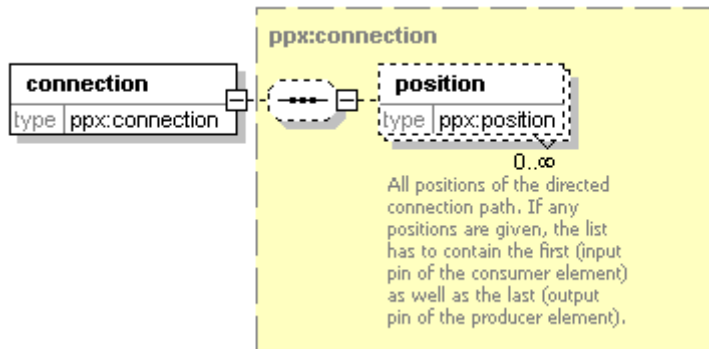 ppx:connection
connection
type ppx:connection
position
type ppx:position
0..∞
All positions of the directed
connection path. If any
positions are given, the list
has to contain the first (input
pin of the consumer element)
as well as the last (output
pin of the producer element).